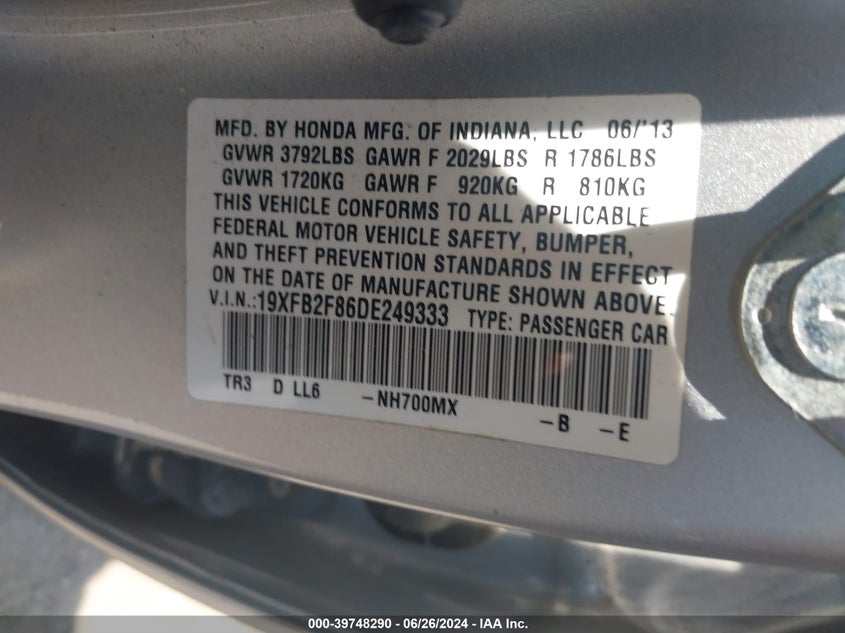 MFD. BY HONDA MFG. OF INDIANA, LLC 06/'13
GVWR 3792LBS GAWR F 2029LBS R 1786LBS
GVWR 1720KG GAWR F 920KG R 810KG
THIS VEHICLE CONFORMS TO ALL APPLICABLE
FEDERAL MOTOR VEHICLE SAFETY, BUMPER,
AND THEFT PREVENTION STANDARDS IN EFFECT
ON THE DATE OF MANUFACTURE SHOWN ABOVE.
V.I.N.:19XFB2F86DE249333 TYPE: PASSENGER CAR
TR3 D LL6 -NH700MX -B -E
000-39748290 - 06/26/2024 - IAA Inc.